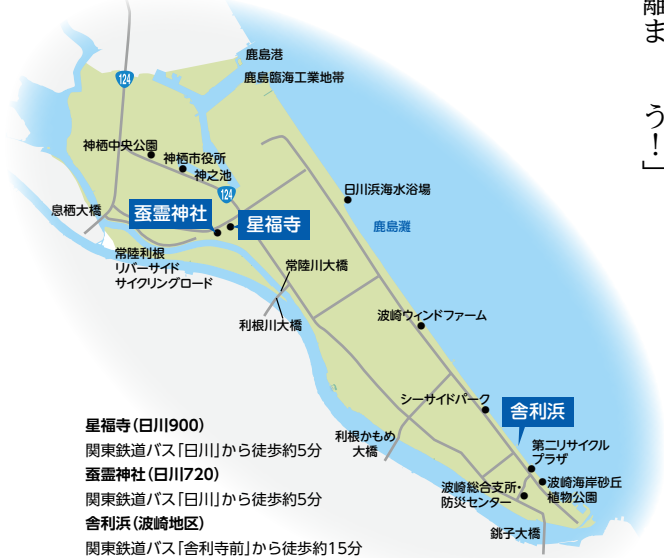 離ま
う！」
鹿島港
鹿島臨海工業地帯
124
神栖中央公園
神栖市役所
神之池
124
日川浜海水浴場
息栖大橋
蚕霊神社
星福寺
鹿島灘
常陸利根
リバーサイド
サイクリングロード
常陸川大橋
利根川大橋
波崎ウィンドファーム
シーサイドパーク
舎利浜
利根かもめ
大橋
第二リサイクル
プラザ
波崎総合支所・
防災センター
波崎海岸砂丘
植物公園
銚子大橋
星福寺（日川900）
関東鉄道バス「日川」から徒歩約5分
蚕霊神社（日川720）
関東鉄道バス「日川」から徒歩約5分
舎利浜（波崎地区）
関東鉄道バス「舎利寺前」から徒歩約15分